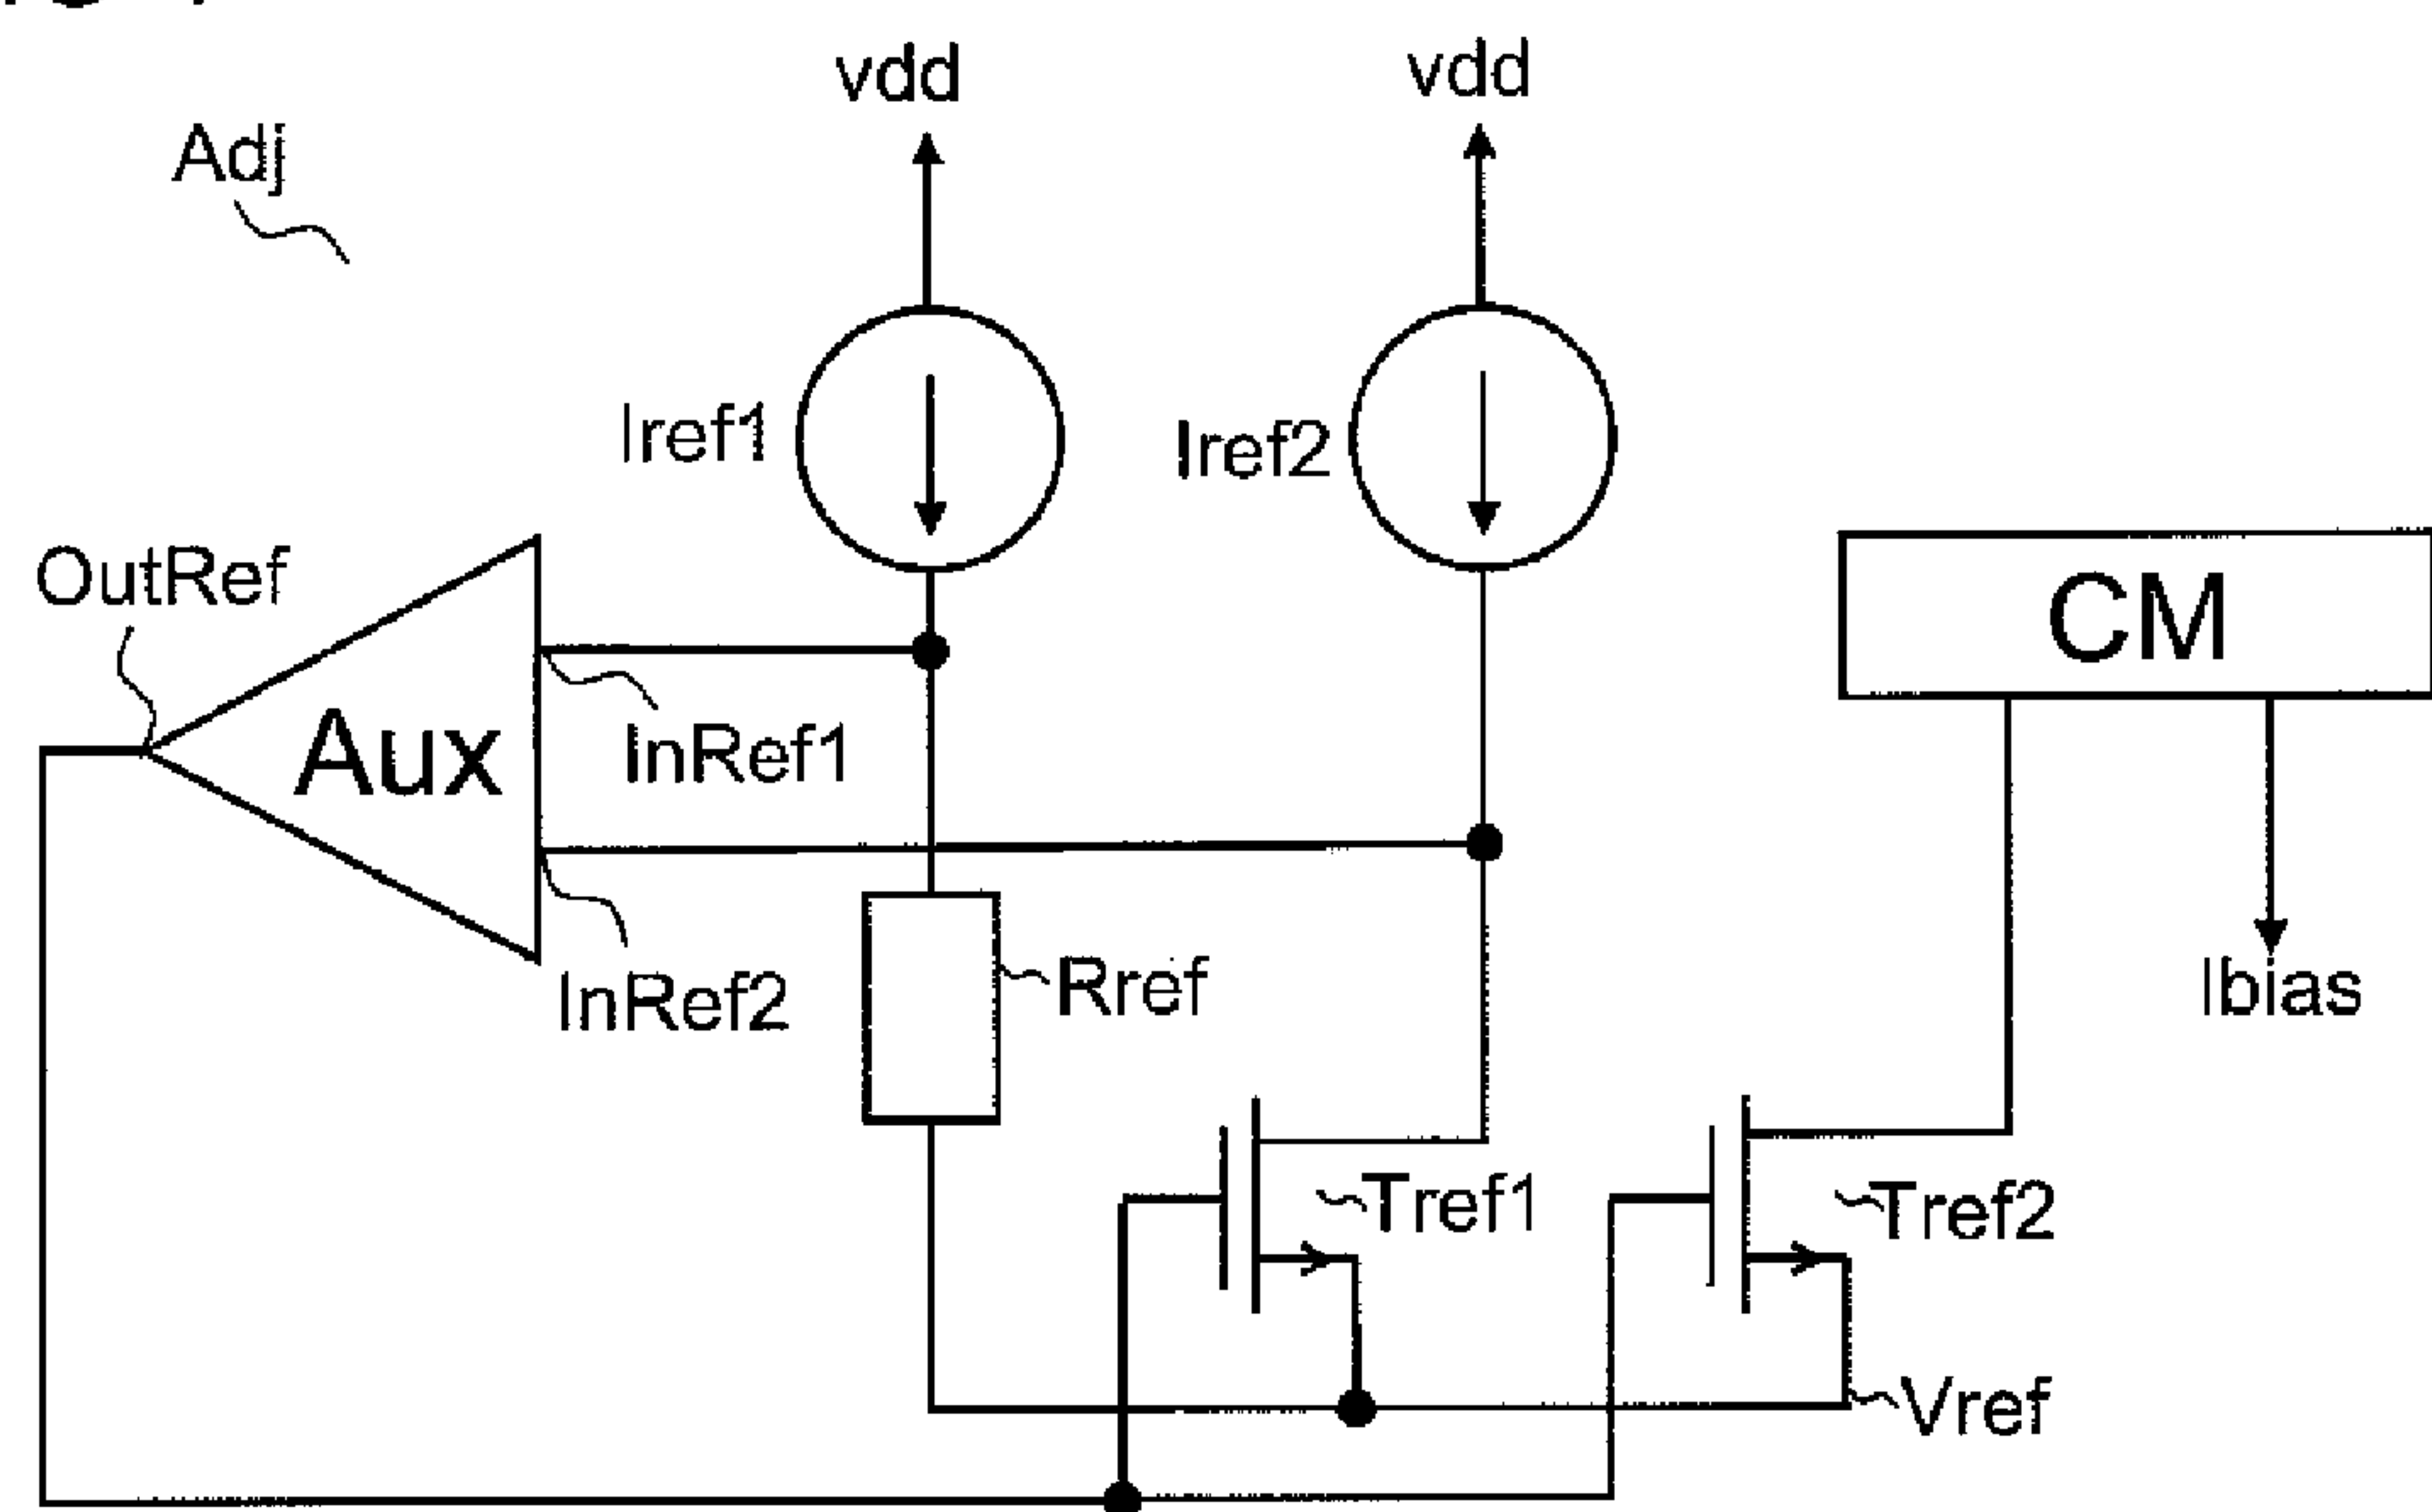 vdd
vdd
Adj
Iref1
Iref2
OutRef
CM
Aux
InRef1
InRef2
Rref
Ibias
Tref1
Tref2
Vref